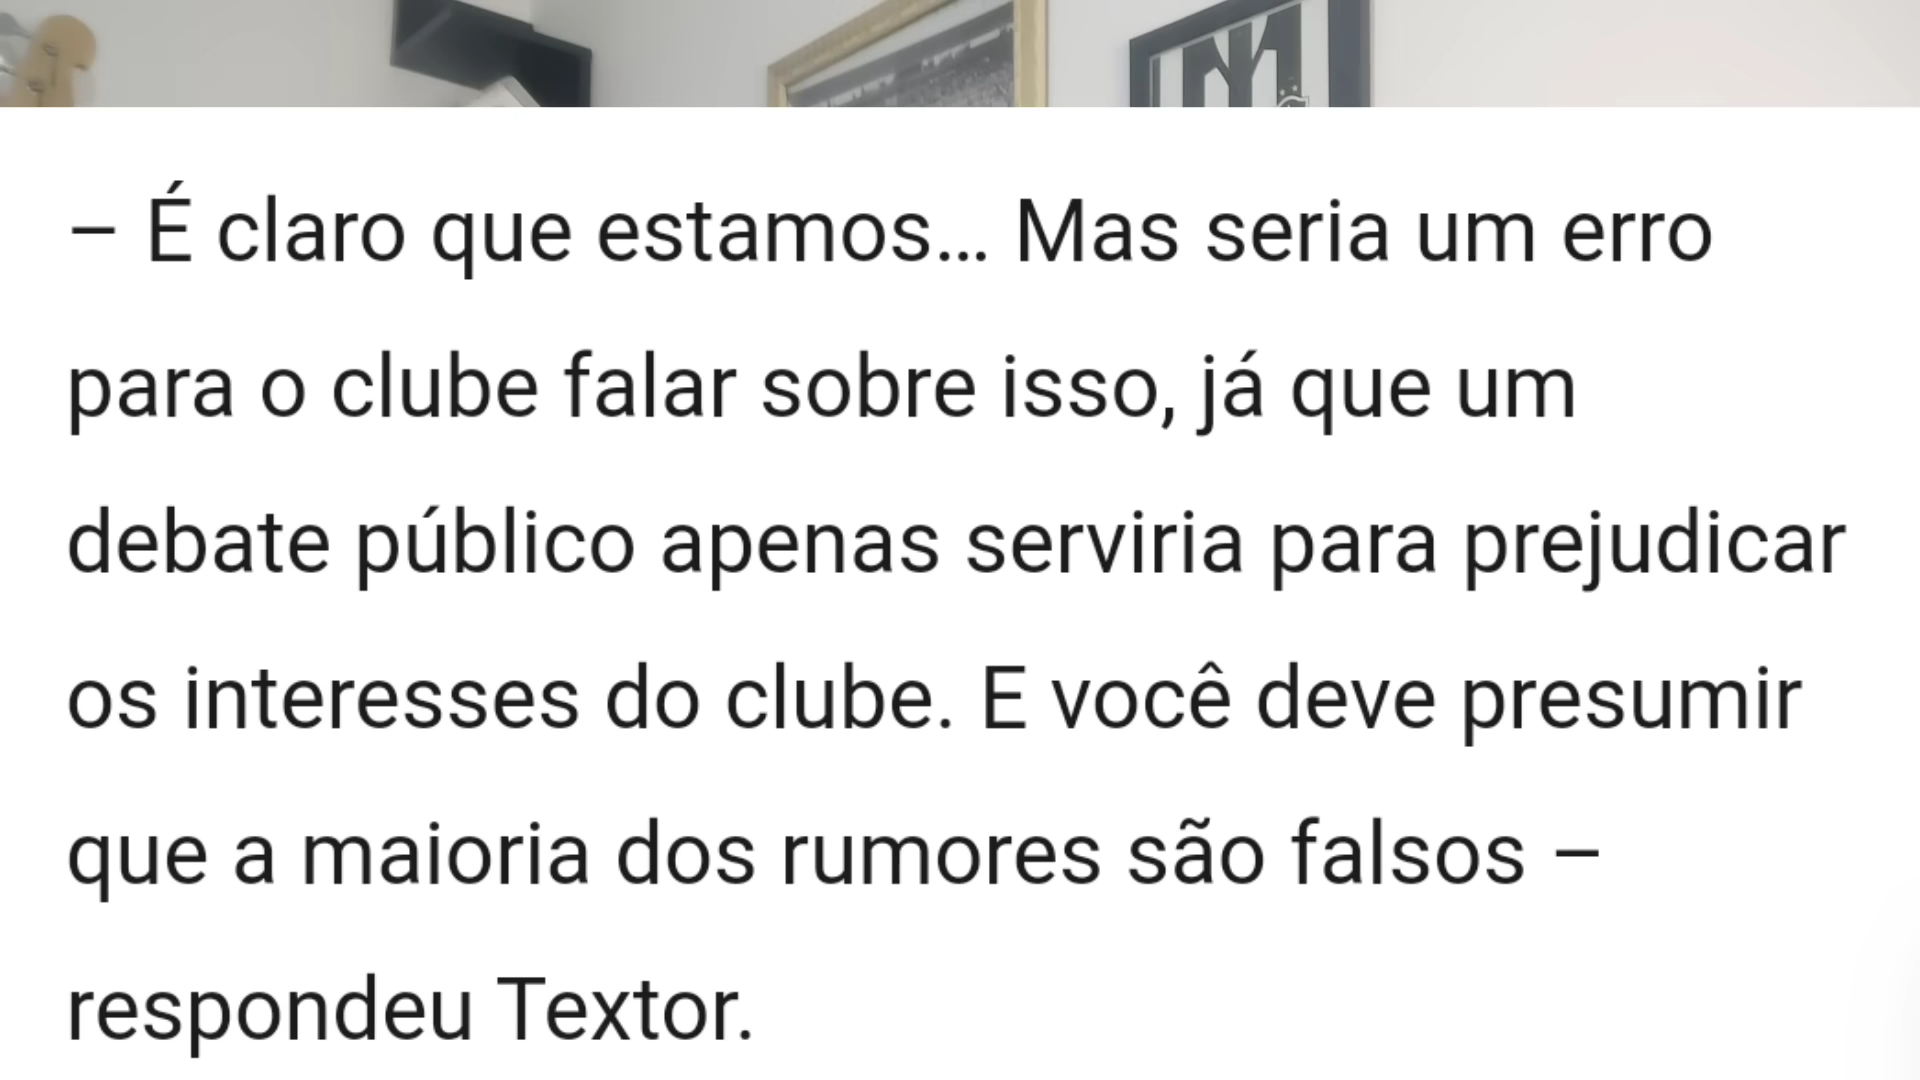 – É claro que estamos... Mas seria um erro
para o clube falar sobre isso, já que um
debate público apenas serviria para prejudicar
os interesses do clube. E você deve presumir
que a maioria dos rumores são falsos –
respondeu Textor.